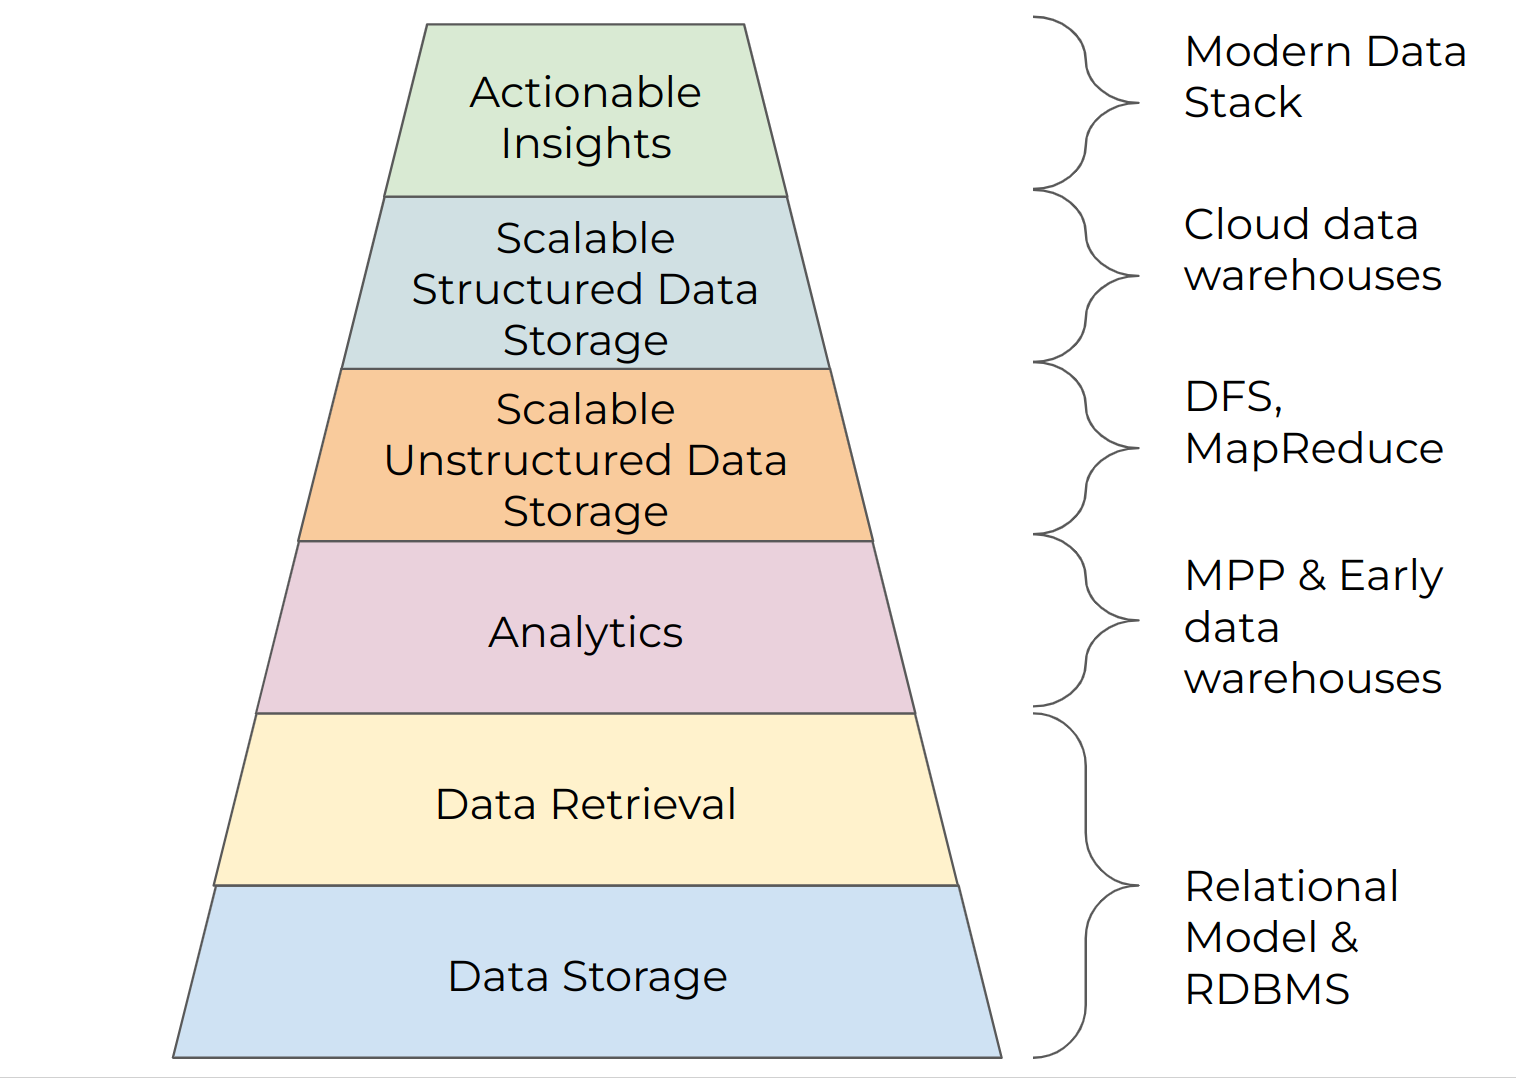 Actionable
Insights
Modern Data
Stack
Scalable
Structured Data
Storage
Cloud data
warehouses
Scalable
Unstructured Data
Storage
DFS,
MapReduce
Analytics
MPP & Early
data
warehouses
Data Retrieval
Data Storage
Relational
Model &
RDBMS